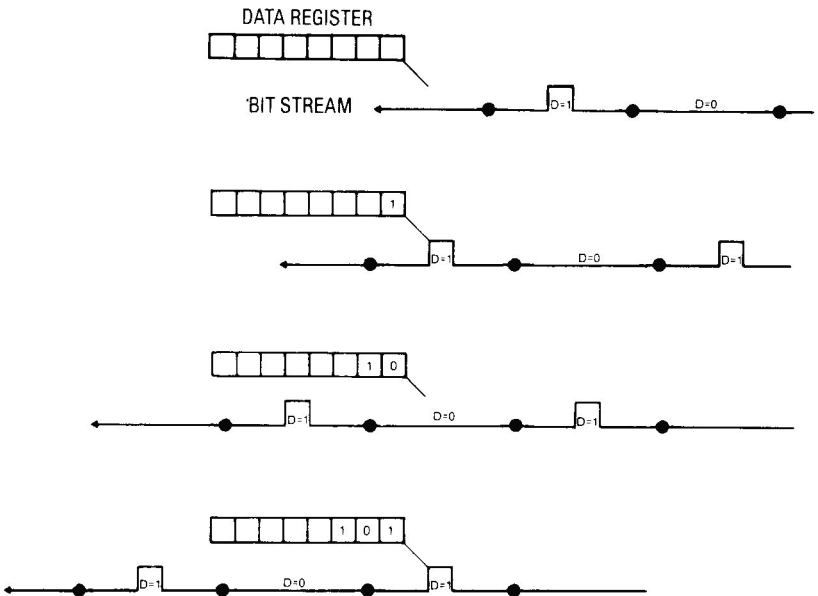 DATA REGISTER
BIT STREAM
D=1
D=0
1
D=1
D=0
D=1
1 0
D=1
D=0
D=1
1 0 1
D=1
D=0
D=1